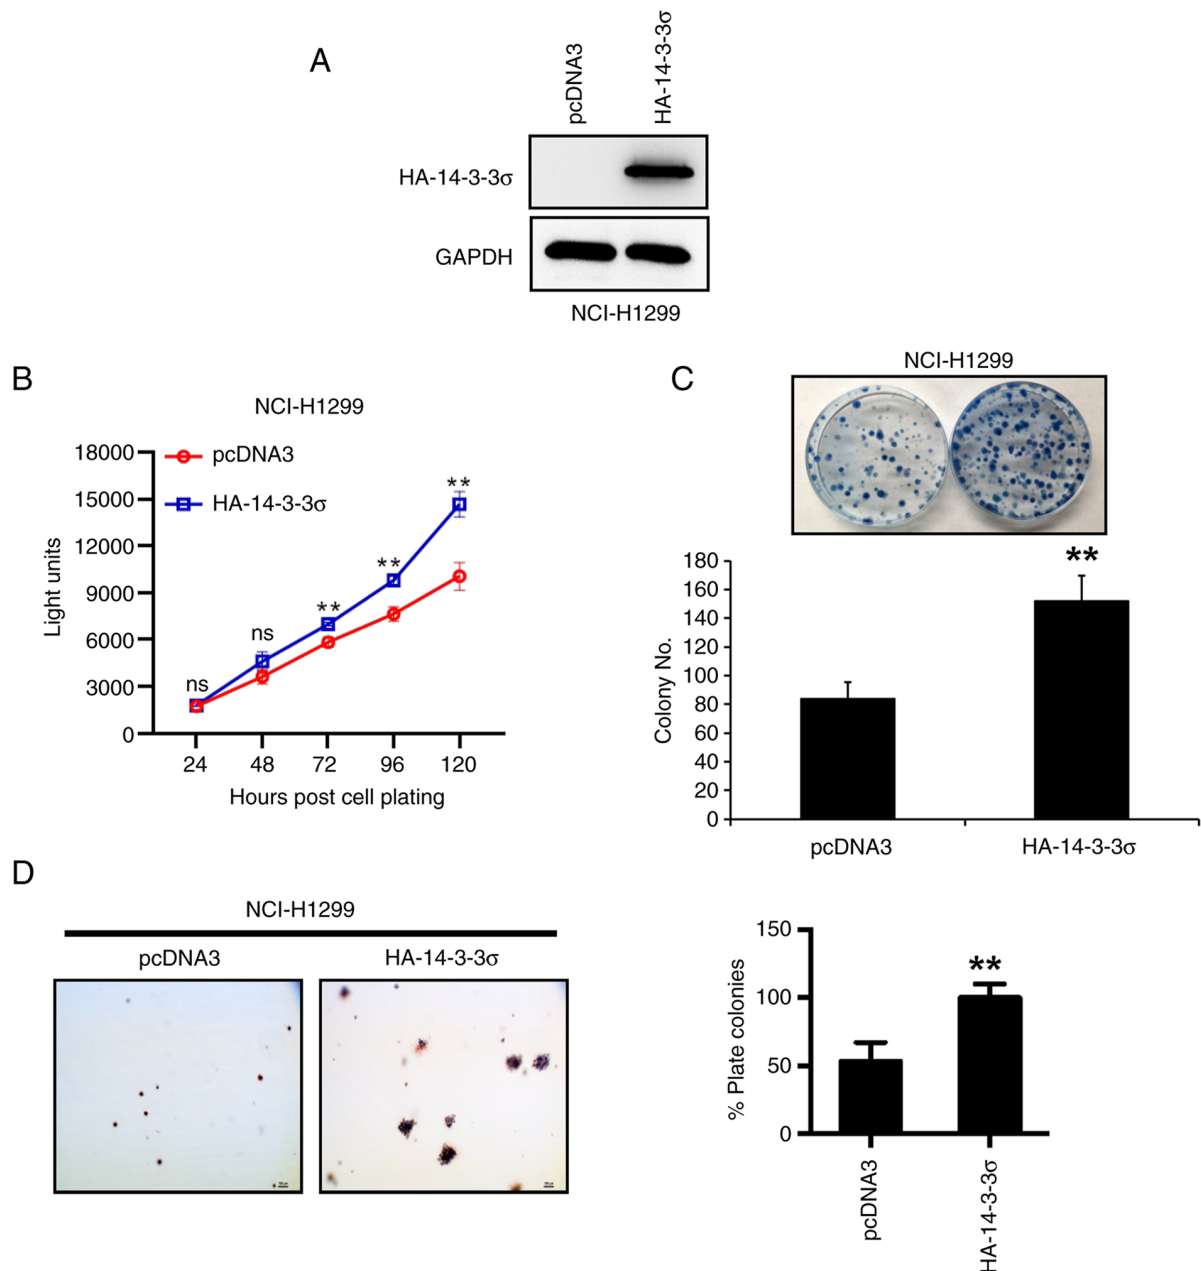 A
pcDNA3
HA-14-3-3σ
HA-14-3-3σ
GAPDH
NCI-H1299
B
NCI-H1299
pcDNA3
HA-14-3-3σ
18000
15000
12000
9000
6000
3000
0
Light units
ns
ns
**
**
**
24 48 72 96 120
Hours post cell plating
C
NCI-H1299
180
160
140
120
100
80
60
40
20
0
Colony No.
**
pcDNA3 HA-14-3-3σ
D
NCI-H1299
pcDNA3 HA-14-3-3σ
150
100
50
0
% Plate colonies
**
pcDNA3
HA-14-3-3σ